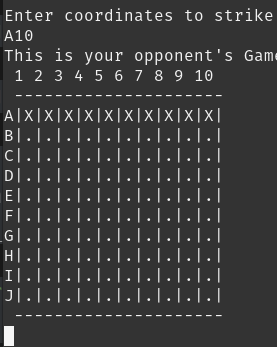 Enter coordinates to strike
A10
This is your opponent's Game
 1 2 3 4 5 6 7 8 9 10
 ---------------------
A|X|X|X|X|X|X|X|X|X|X|
B|.|.|.|.|.|.|.|.|.|.|
C|.|.|.|.|.|.|.|.|.|.|
D|.|.|.|.|.|.|.|.|.|.|
E|.|.|.|.|.|.|.|.|.|.|
F|.|.|.|.|.|.|.|.|.|.|
G|.|.|.|.|.|.|.|.|.|.|
H|.|.|.|.|.|.|.|.|.|.|
I|.|.|.|.|.|.|.|.|.|.|
J|.|.|.|.|.|.|.|.|.|.|
 ---------------------